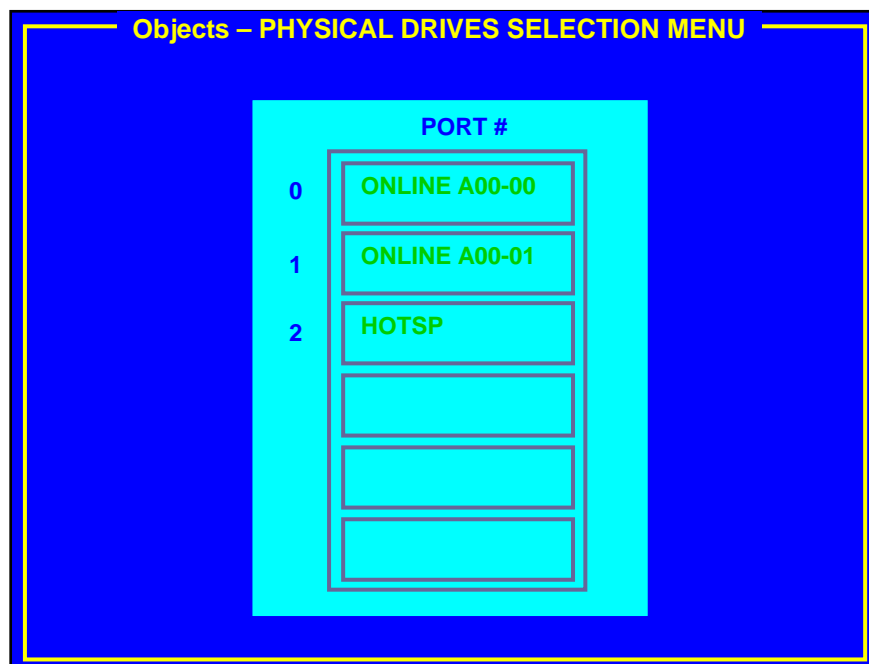 Objects – PHYSICAL DRIVES SELECTION MENU
PORT #
0 ONLINE A00-00
1 ONLINE A00-01
2 HOTSP